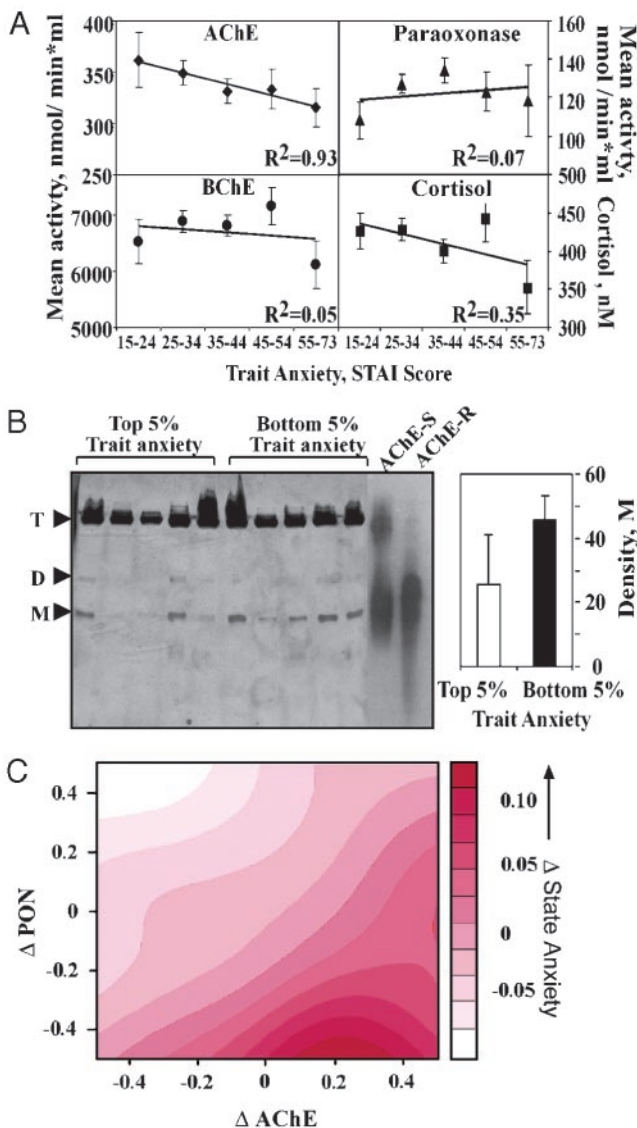 A
AChE
Paraoxonase
BChE
Cortisol
R2=0.93
R2=0.07
R2=0.05
R2=0.35
Mean activity, nmol/ min*ml
400
350
300
250
7000
6000
5000
Mean activty,
nmol /min*ml
160
140
120
100
500
450
400
350
300
Cortisol , nM
15-24 25-34 35-44 45-54 55-73
15-24 25-34 35-44 45-54 55-73
Trait Anxiety, STAI Score
B
Top 5%
Trait anxiety
Bottom 5%
Trait anxiety
AChE-S
AChE-R
T
D
M
60
40
20
0
Density, M
Top 5% Bottom 5%
Trait Anxiety
C
0.4
0.2
0
-0.2
-0.4
Δ PON
-0.4 -0.2 0 0.2 0.4
Δ AChE
0.10
0.05
0
-0.05
Δ State Anxiety